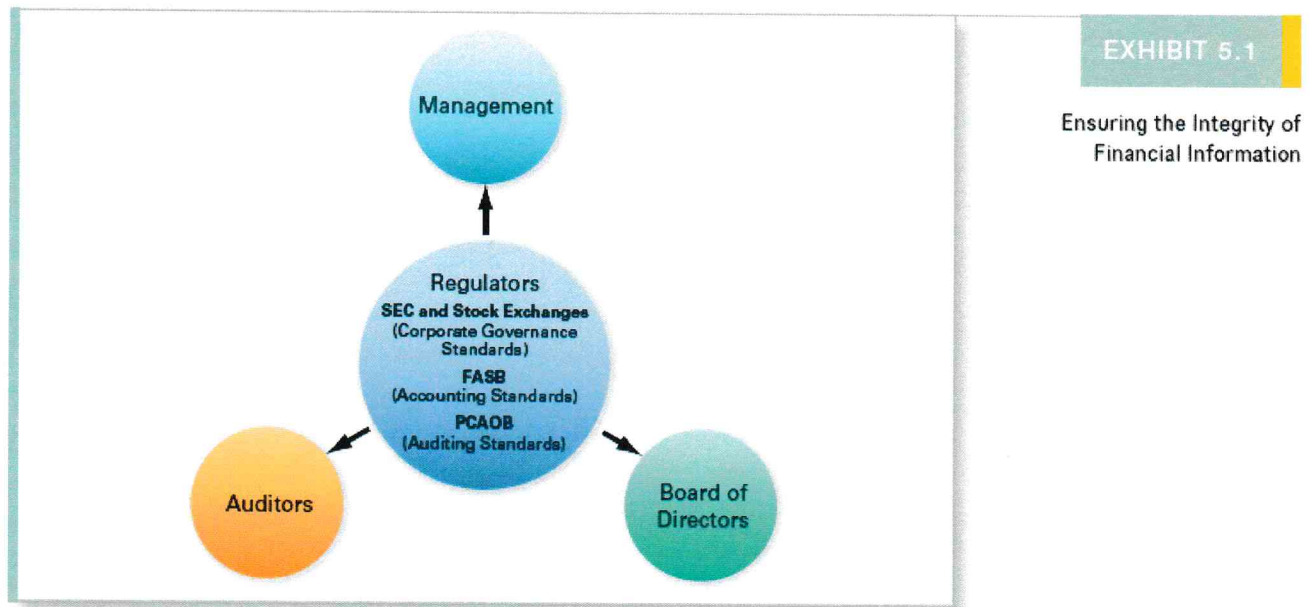 EXHIBIT 5.1
Ensuring the Integrity of
Financial Information
Management
Regulators
SEC and Stock Exchanges
(Corporate Governance
Standards)
FASB
(Accounting Standards)
PCAOB
(Auditing Standards)
Auditors
Board of
Directors